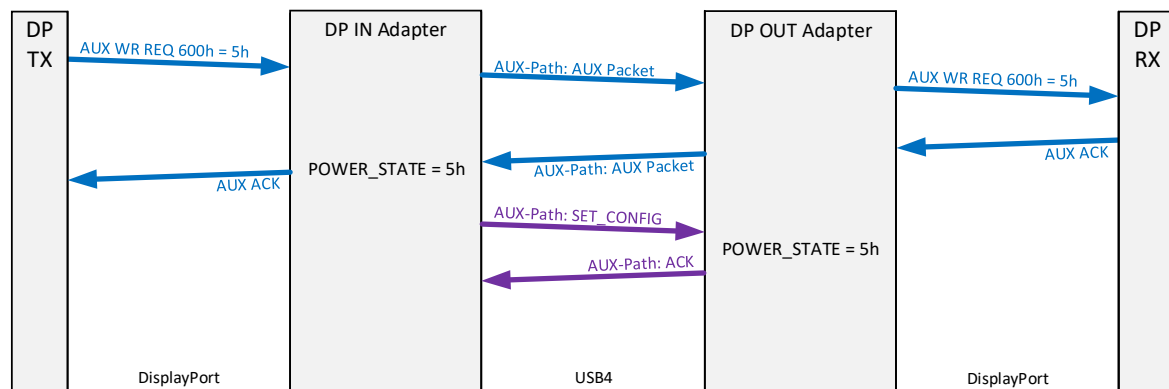 DP
TX
DP IN Adapter
DP OUT Adapter
DP
RX
AUX WR REQ 600h = 5h
AUX-Path: AUX Packet
AUX WR REQ 600h = 5h
AUX ACK
AUX-Path: AUX Packet
POWER_STATE = 5h
AUX ACK
AUX-Path: SET_CONFIG
POWER_STATE = 5h
AUX-Path: ACK
DisplayPort
USB4
DisplayPort